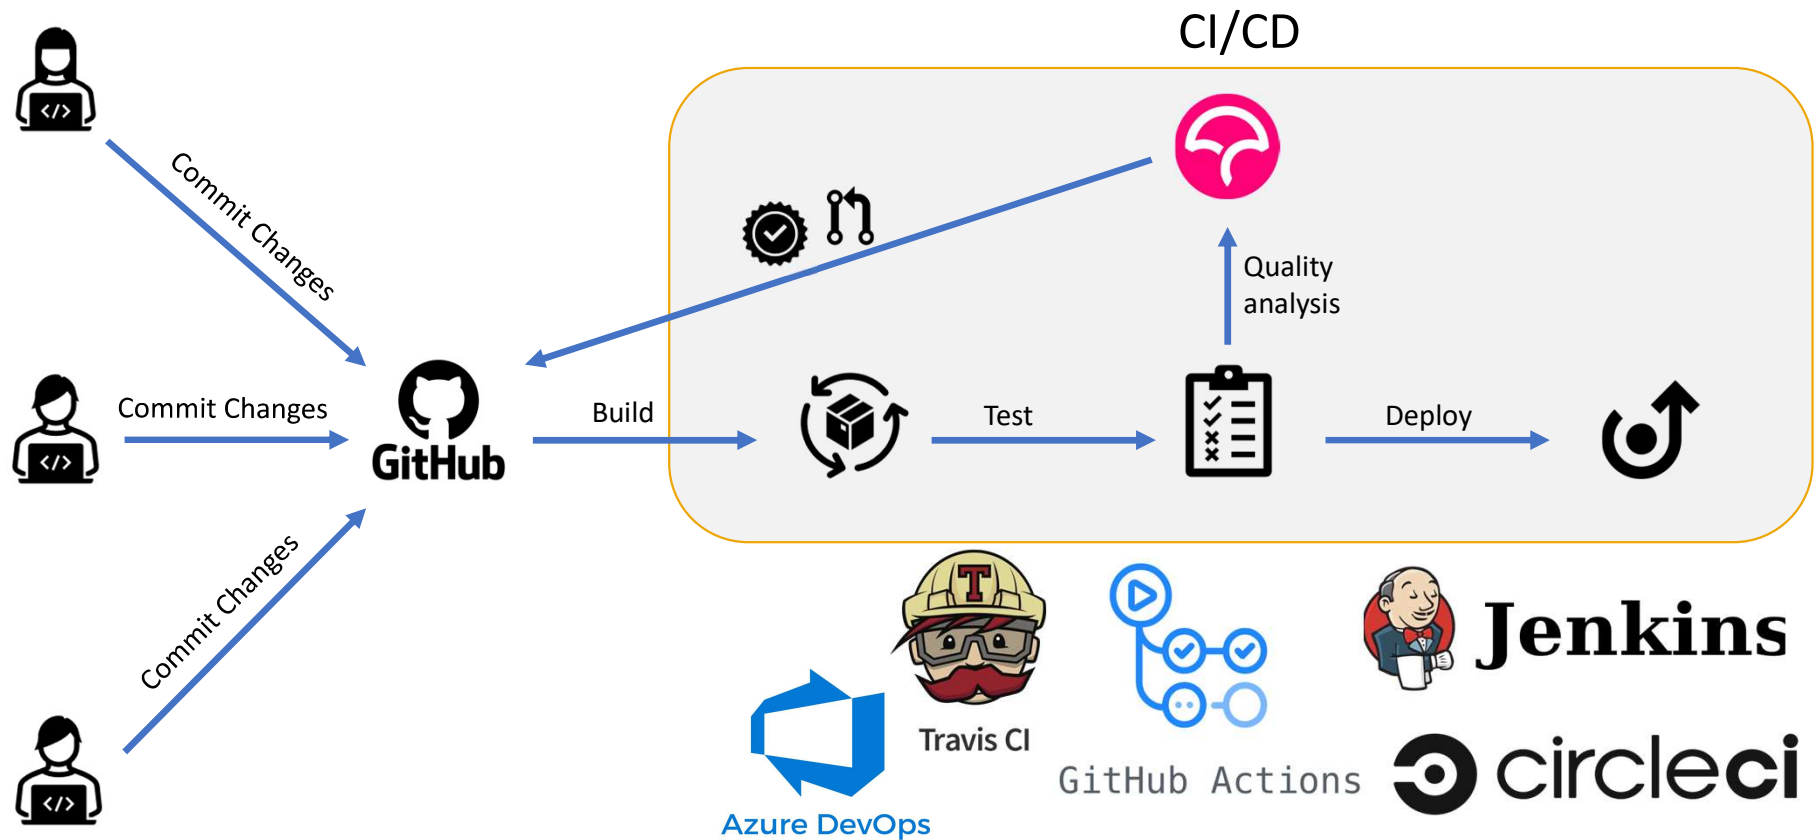 CI/CD
</>
Commit Changes
Quality
analysis
</>
Commit Changes
GitHub
Build
Test
Deploy
Commit Changes
</>
T
Travis CI
Jenkins
GitHub Actions
circleci
Azure DevOps